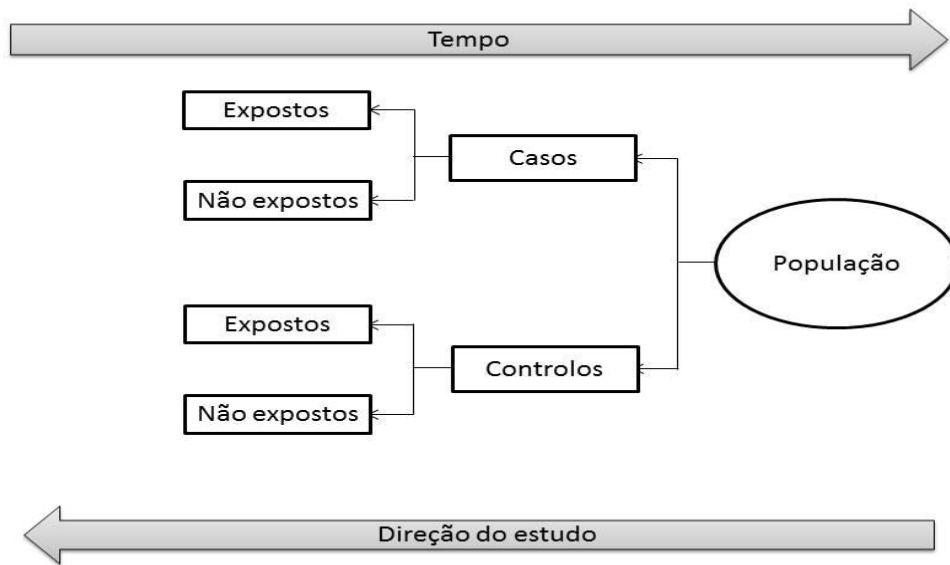 Tempo
Expostos
Casos
Não expostos
População
Expostos
Controlos
Não expostos
Direção do estudo